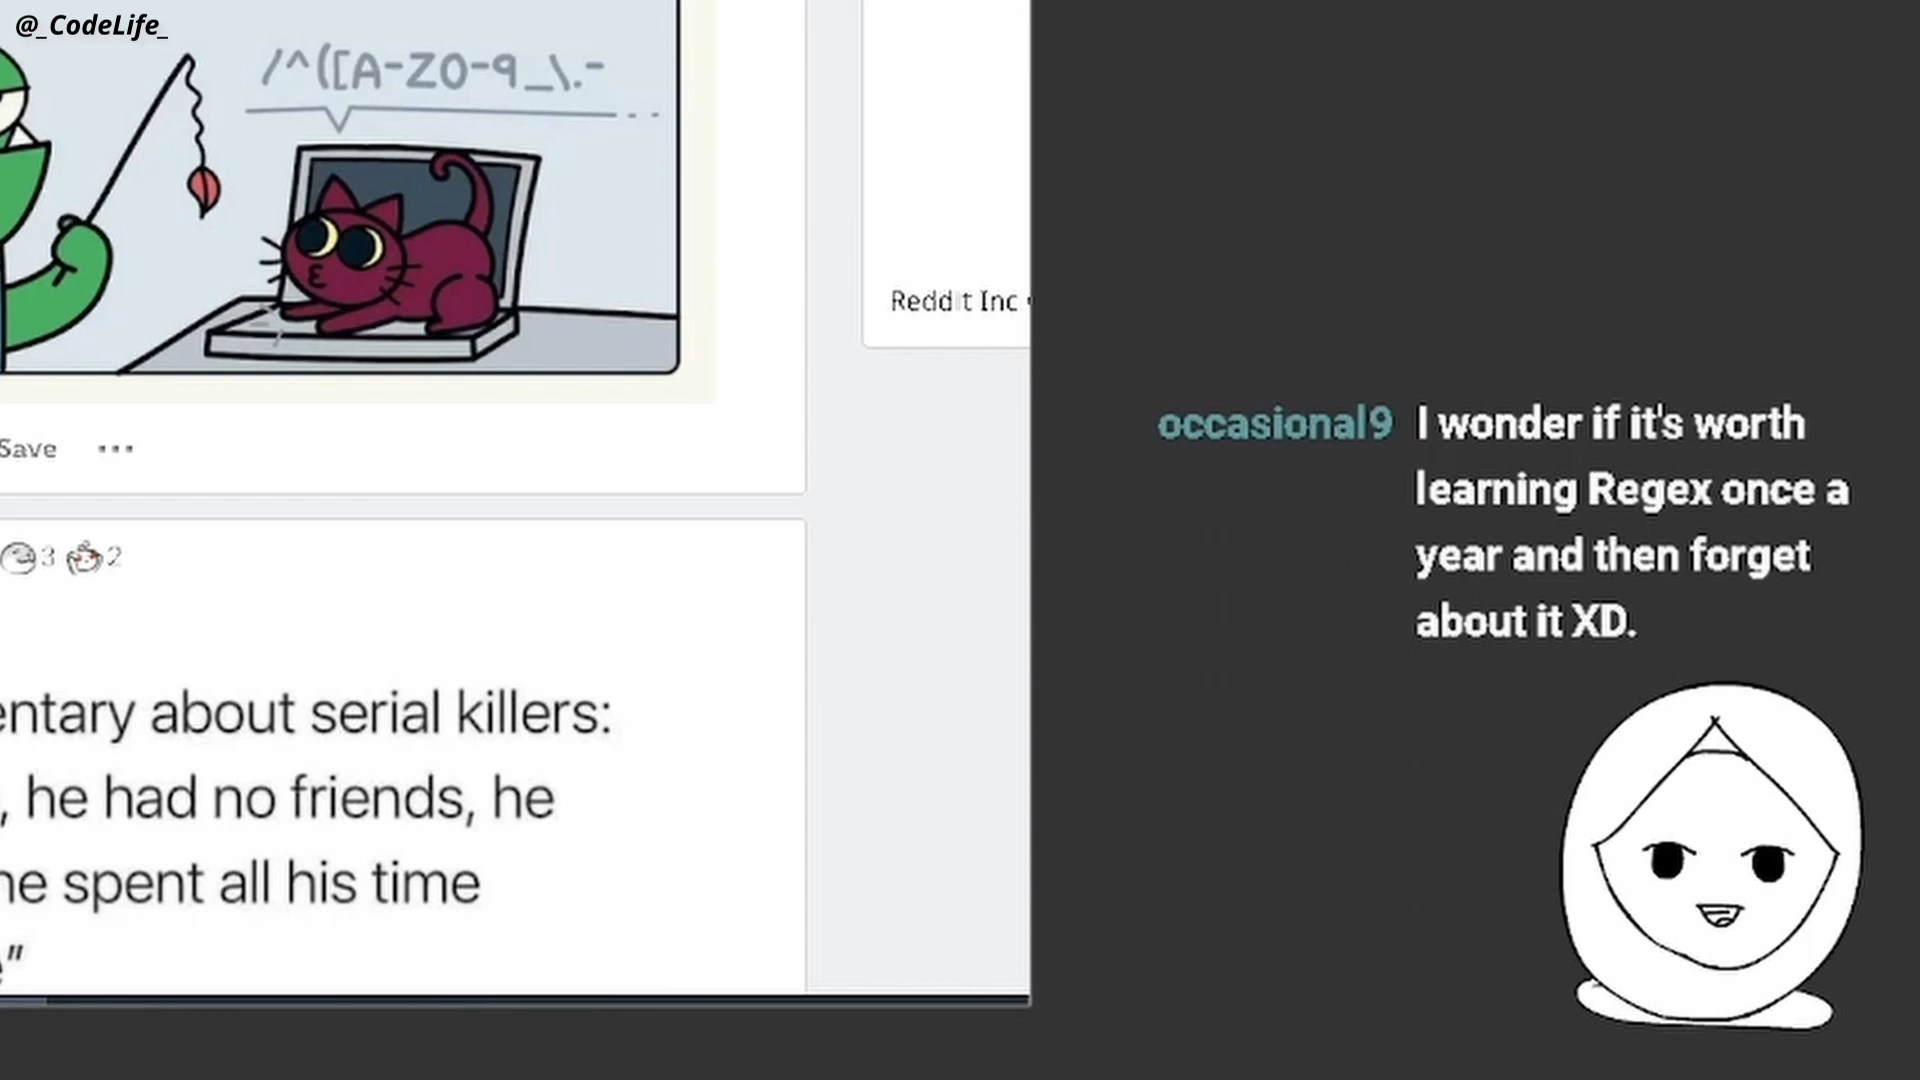 @_CodeLife_
/^([A-Z0-9_\.-
Reddit Inc
Save
occasional9 I wonder if it's worth
learning Regex once a
year and then forget
about it XD.
3 2
entary about serial killers:
, he had no friends, he
he spent all his time
"